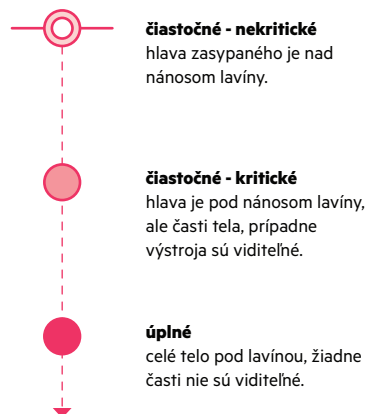 čiastočné - nekritické
hlava zasypaného je nad
nánosom lavíny.
čiastočné - kritické
hlava je pod nánosom lavíny,
ale časti tela, prípadne
výstroja sú viditeľné.
úplné
celé telo pod lavínou, žiadne
časti nie sú viditeľné.